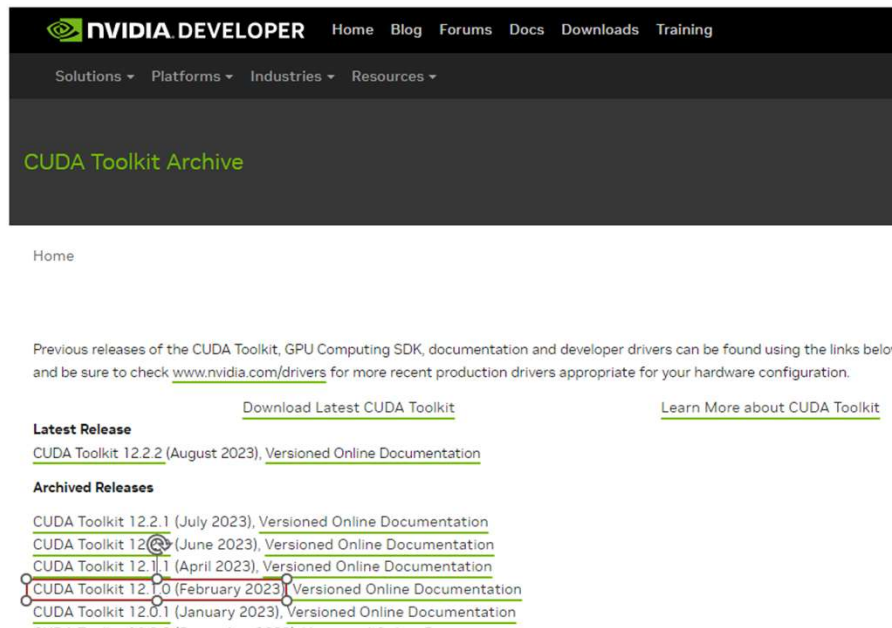 NVIDIA. DEVELOPER Home Blog Forums Docs Downloads Training
Solutions Platforms Industries Resources
CUDA Toolkit Archive
Home
Previous releases of the CUDA Toolkit, GPU Computing SDK, documentation and developer drivers can be found using the links
and be sure to check www.nvidia.com/drivers for more recent production drivers appropriate for your hardware configuration.
Download Latest CUDA Toolkit Learn More about CUDA Toolkit
Latest Release
CUDA Toolkit 12.2.2 (August 2023), Versioned Online Documentation
Archived Releases
CUDA Toolkit 12.2.1 (July 2023), Versioned Online Documentation
CUDA Toolkit (June 2023), Versioned Online Documentation
CUDA Toolkit 12.1.1 (April 2023), Versioned Online Documentation
CUDA Toolkit 12.1.0 (February 2023), Versioned Online Documentation
CUDA Toolkit 12.0.1 (January 2023), Versioned Online Documentation